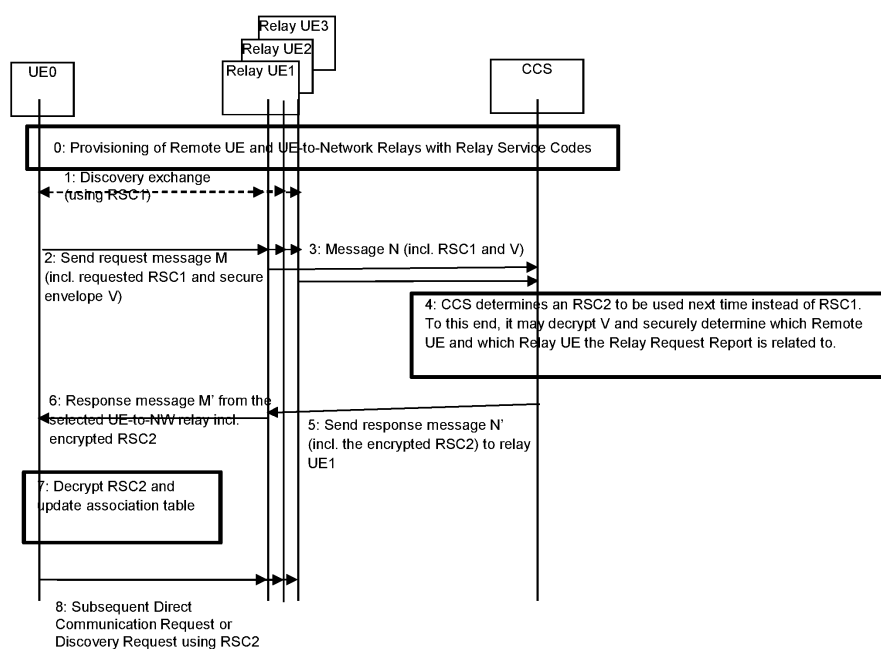 Relay UE3
Relay UE2
Relay UE1
UE0
CCS
0: Provisioning of Remote UE and UE-to-Network Relays with Relay Service Codes
1: Discovery exchange
(using RSC1)
2: Send request message M
(incl. requested RSC1 and secure
envelope V)
3: Message N (incl. RSC1 and V)
4: CCS determines an RSC2 to be used next time instead of RSC1.
To this end, it may decrypt V and securely determine which Remote
UE and which Relay UE the Relay Request Report is related to.
6: Response message M' from the
selected UE-to-NW relay incl.
encrypted RSC2
5: Send response message N'
(incl. the encrypted RSC2) to relay
UE1
7: Decrypt RSC2 and
update association table
8: Subsequent Direct
Communication Request or
Discovery Request using RSC2